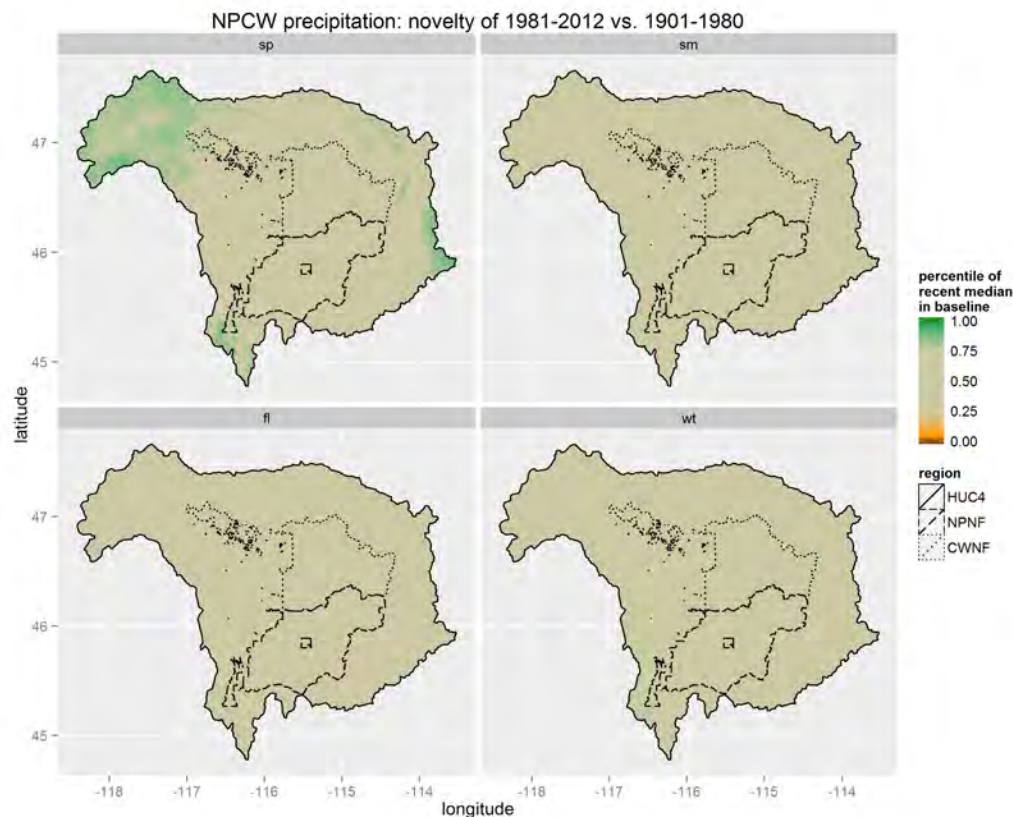 NPCW precipitation: novelty of 1981-2012 vs. 1901-1980
sp
sm
47
46
45
fl
wt
47
46
45
-118
-117
-116
-115
-114
-118
-117
-116
-115
-114
latitude
longitude
percentile of
recent median
in baseline
1.00
0.75
0.50
0.25
0.00
region
HUC4
NPNF
CWNF